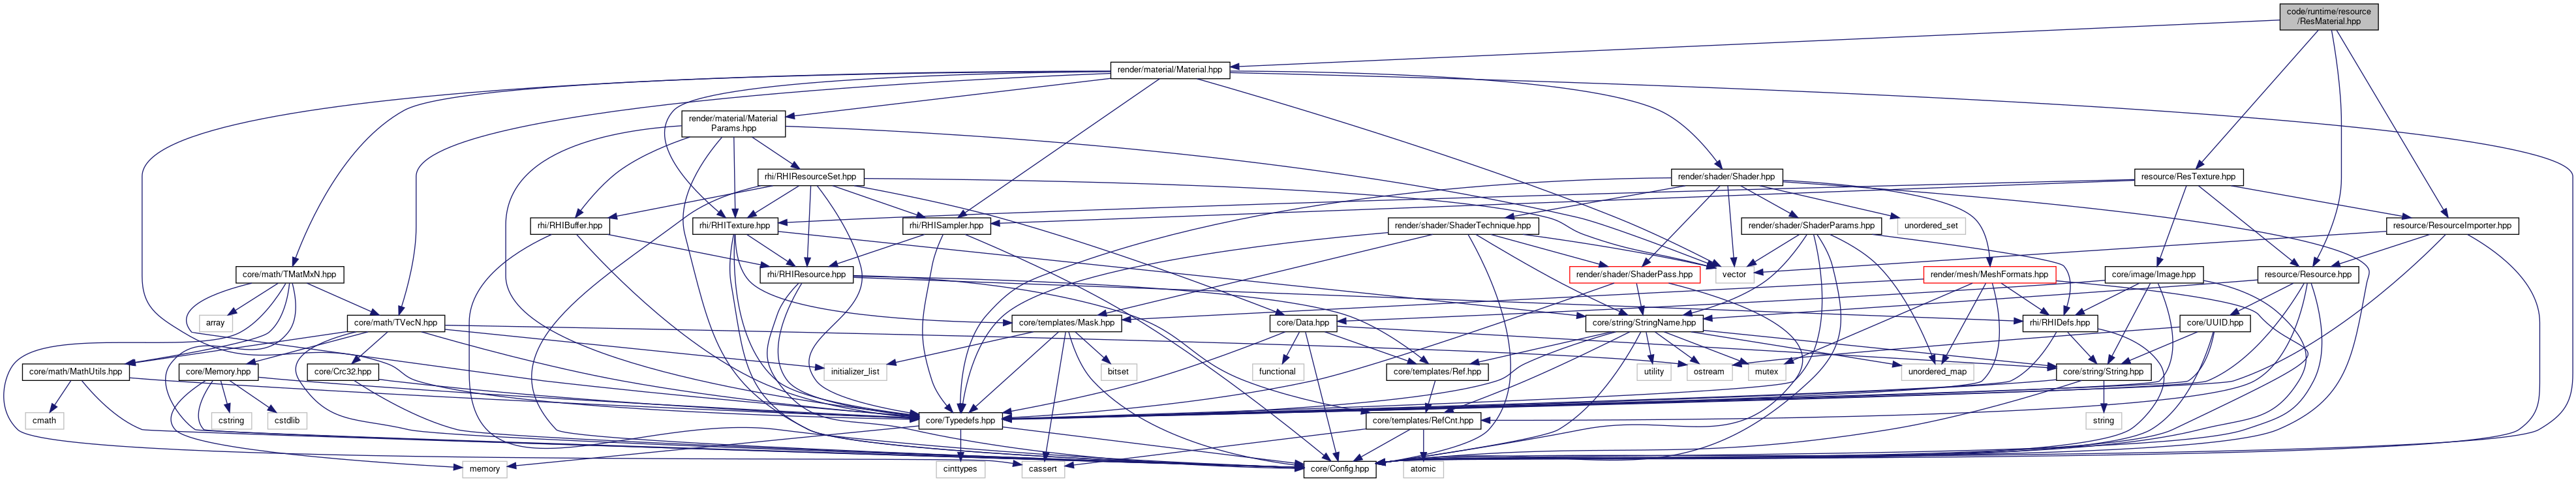 code/runtime/resource
/ResMaterial.hpp
render/material/Material.hpp
render/material/Material
Params.hpp
rhi/RHIResourceSet.hpp
render/shader/Shader.hpp
resource/ResTexture.hpp
rhi/RHIBuffer.hpp
rhi/RHITexture.hpp
rhi/RHISampler.hpp
render/shader/ShaderTechnique.hpp
render/shader/ShaderParams.hpp
unordered_set
resource/ResourceImporter.hpp
core/math/TMatMxN.hpp
rhi/RHIResource.hpp
render/shader/ShaderPass.hpp
vector
render/mesh/MeshFormats.hpp
core/image/Image.hpp
resource/Resource.hpp
array
core/math/TVecN.hpp
core/templates/Mask.hpp
core/Data.hpp
core/string/StringName.hpp
rhi/RHIDefs.hpp
core/UUID.hpp
core/math/MathUtils.hpp
core/Memory.hpp
core/Crc32.hpp
initializer_list
bitset
functional
core/templates/Ref.hpp
utility
ostream
mutex
unordered_map
core/string/String.hpp
cmath
cstring
cstdlib
core/Typedefs.hpp
core/templates/RefCnt.hpp
string
memory
cinttypes
cassert
core/Config.hpp
atomic